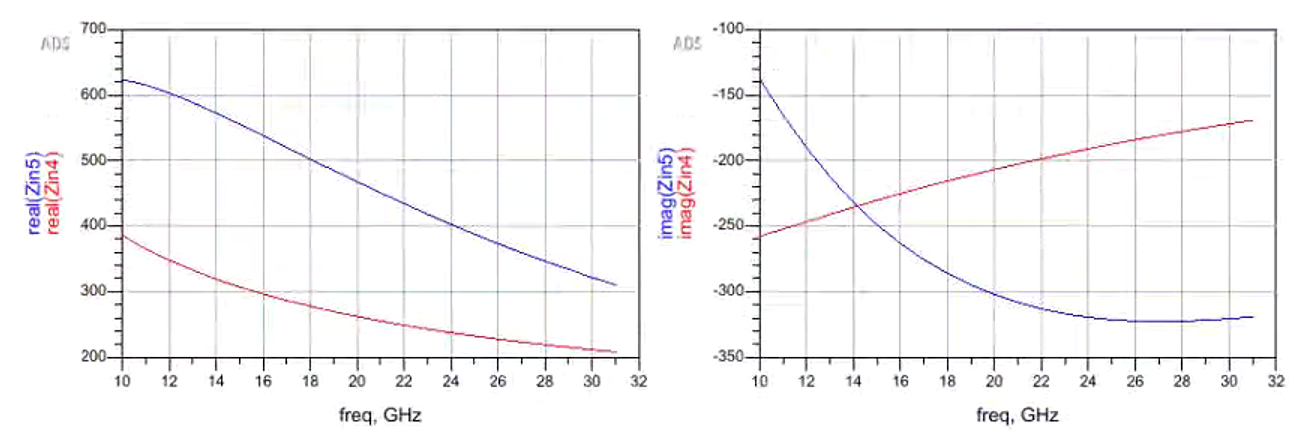 ADS
700
600
500
400
300
200
real(Zin5)
real(Zin4)
10 12 14 16 18 20 22 24 26 28 30 32
freq, GHz
ADS
-100
-150
-200
-250
-300
-350
imag(Zin5)
imag(Zin4)
10 12 14 16 18 20 22 24 26 28 30 32
freq, GHz